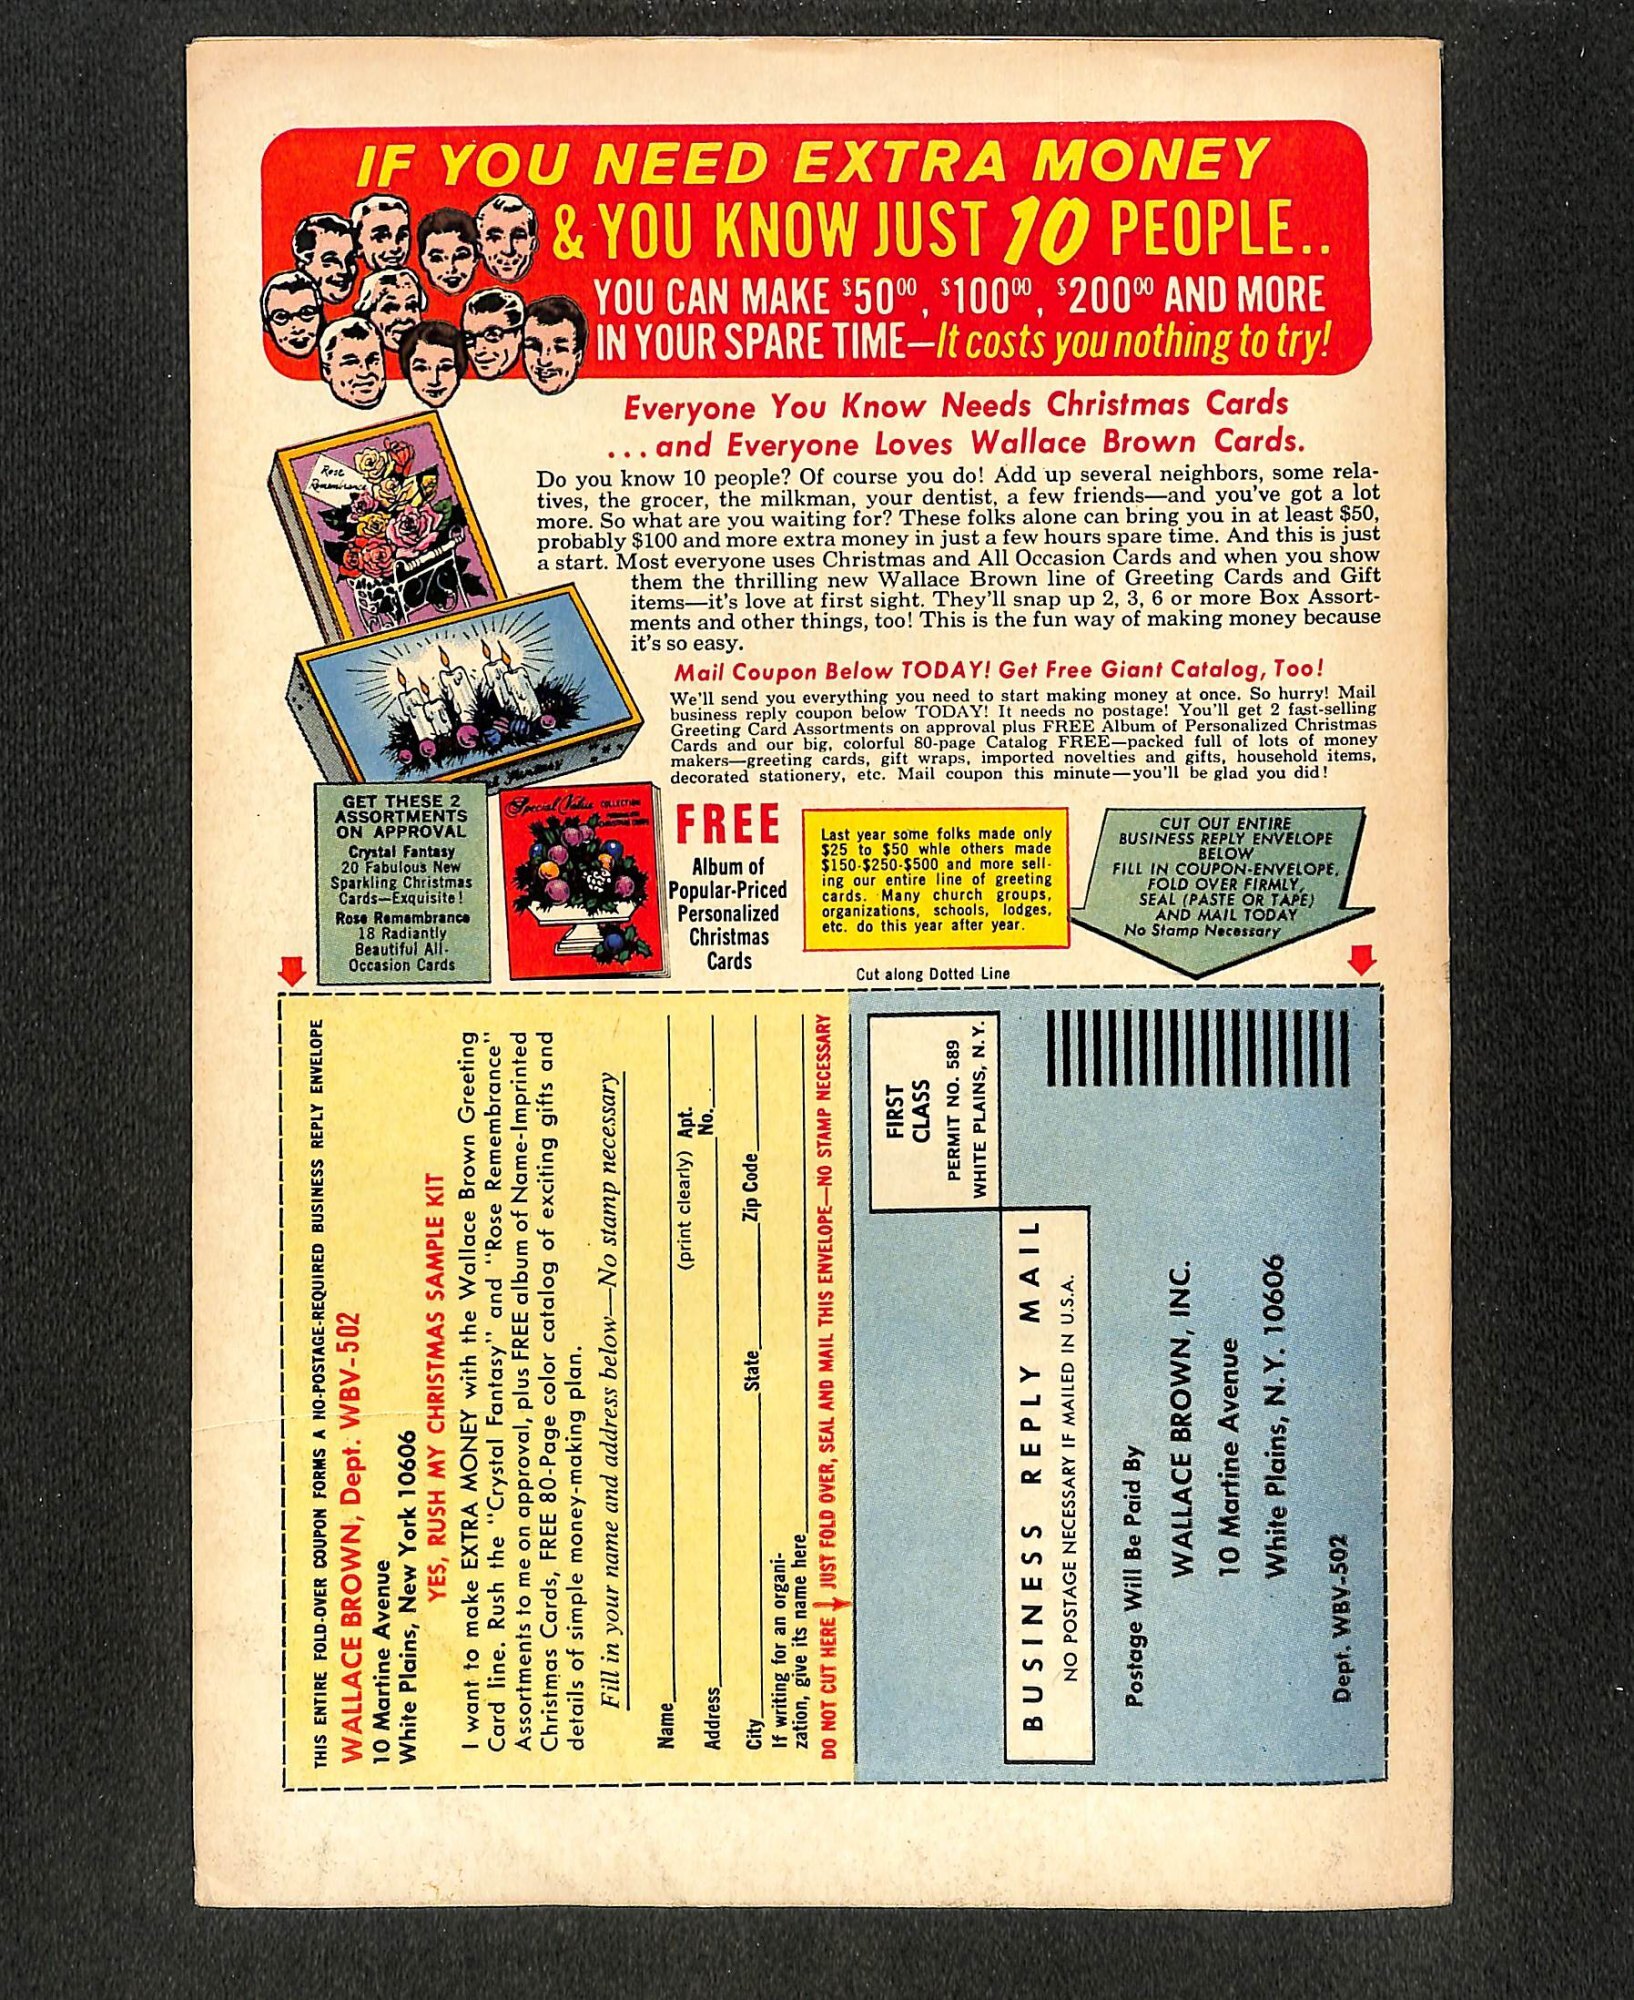 IF YOU NEED EXTRA MONEY
& YOU KNOW JUST 10 PEOPLE..
YOU CAN MAKE $50⁰⁰, $100⁰⁰, $200⁰⁰ AND MORE
IN YOUR SPARE TIME—It costs you nothing to try!
Everyone You Know Needs Christmas Cards
...and Everyone Loves Wallace Brown Cards.
Rose
Remembrance
Do you know 10 people? Of course you do! Add up several neighbors, some rela-
tives, the grocer, the milkman, your dentist, a few friends—and you've got a lot
more. So what are you waiting for? These folks alone can bring you in at least $50,
probably $100 and more extra money in just a few hours spare time. And this is just
a start. Most everyone uses Christmas and All Occasion Cards and when you show
them the thrilling new Wallace Brown line of Greeting Cards and Gift
items—it's love at first sight. They'll snap up 2, 3, 6 or more Box Assort-
ments and other things, too! This is the fun way of making money because
it's so easy.
Mail Coupon Below TODAY! Get Free Giant Catalog, Too!
We'll send you everything you need to start making money at once. So hurry! Mail
business reply coupon below TODAY! It needs no postage! You'll get 2 fast-selling
Greeting Card Assortments on approval plus FREE Album of Personalized Christmas
Cards and our big, colorful 80-page Catalog FREE—packed full of lots of money
makers—greeting cards, gift wraps, imported novelties and gifts, household items,
decorated stationery, etc. Mail coupon this minute—you'll be glad you did!
GET THESE 2
ASSORTMENTS
ON APPROVAL
Crystal Fantasy
20 Fabulous New
Sparkling Christmas
Cards—Exquisite!
Rose Remembrance
18 Radiantly
Beautiful All-
Occasion Cards
Special Value COLLECTION
FREE
Album of
Popular-Priced
Personalized
Christmas
Cards
Last year some folks made only
$25 to $50 whle others made
$150-$250-$500 and more sell-
ing our entire line of greeting
cards. Many church groups,
organizations, schools, lodges,
etc. do this year after year.
CUT OUT ENTIRE
BUSINESS REPLY ENVELOPE
BELOW
FILL IN COUPON-ENVELOPE,
FOLD OVER FIRMLY,
SEAL (PASTE OR TAPE)
AND MAIL TODAY
No Stamp Necessary
Cut along Dotted Line
THIS ENTIRE FOLD-OVER COUPON FORMS A NO-POSTAGE-REQUIRED BUSINESS REPLY ENVELOPE
WALLACE BROWN, Dept. WBV-502
10 Martine Avenue
White Plains, New York 10606
YES, RUSH MY CHRISTMAS SAMPLE KIT
I want to make EXTRA MONEY with the Wallace Brown Greeting
Card line. Rush the "Crystal Fantasy" and "Rose Remembrance"
Assortments to me on approval, plus FREE album of Name-Imprinted
Christmas Cards, FREE 80-Page color catalog of exciting gifts and
details of simple money-making plan.
Fill in your name and address below—No stamp necessary
Name
(print clearly)
Address Apt. No.
City State Zip Code
If writing for an organi-
zation, give its name here
DO NOT CUT HERE JUST FOLD OVER, SEAL AND MAIL THIS ENVELOPE—NO STAMP NECESSARY
FIRST
CLASS
PERMIT NO. 589
WHITE PLAINS, N. Y.
BUSINESS REPLY MAIL
NO POSTAGE NECESSARY IF MAILED IN U.S.A.
Postage Will Be Paid By
WALLACE BROWN, INC.
10 Martine Avenue
White Plains, N. Y. 10606
Dept. WBV-502